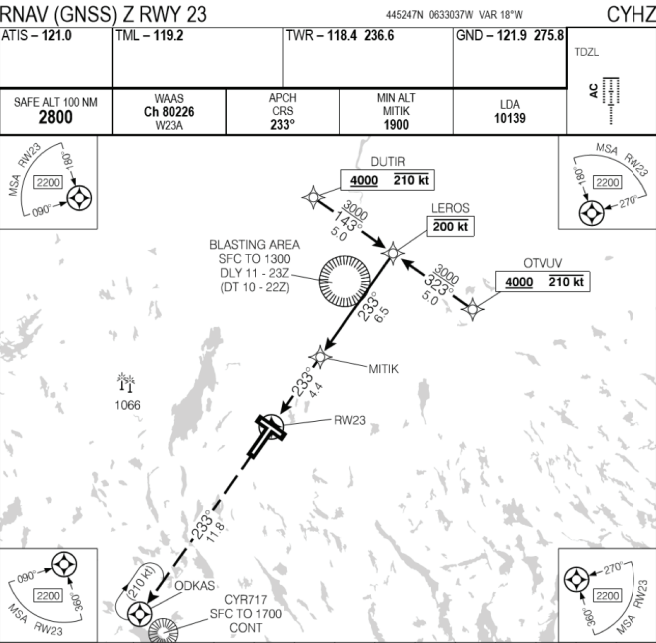 RNAV (GNSS) Z RWY 23
445247N 0633037W VAR 18°W
CYHZ
ATIS – 121.0
TML – 119.2
TWR – 118.4 236.6
GND – 121.9 275.8
TDZL
AC
SAFE ALT 100 NM
2800
WAAS
Ch 80226
W23A
APCH
CRS
233°
MIN ALT
MITIK
1900
LDA
10139
MSA RW23
180°
2200
090°
MSA RW23
180°
2200
270°
DUTIR
4000 210 kt
3000
143°
5.0
LEROS
200 kt
BLASTING AREA
SFC TO 1300
DLY 11 - 23Z
(DT 10 - 22Z)
OTVUV
4000 210 kt
3000
323°
5.0
233°
6.5
MITIK
233°
4.4
1066
RW23
233°
11.8
(210 kt)
ODKAS
CYR717
SFC TO 1700
CONT
090°
2200
360°
MSA RW23
270°
2200
360°
MSA RW23